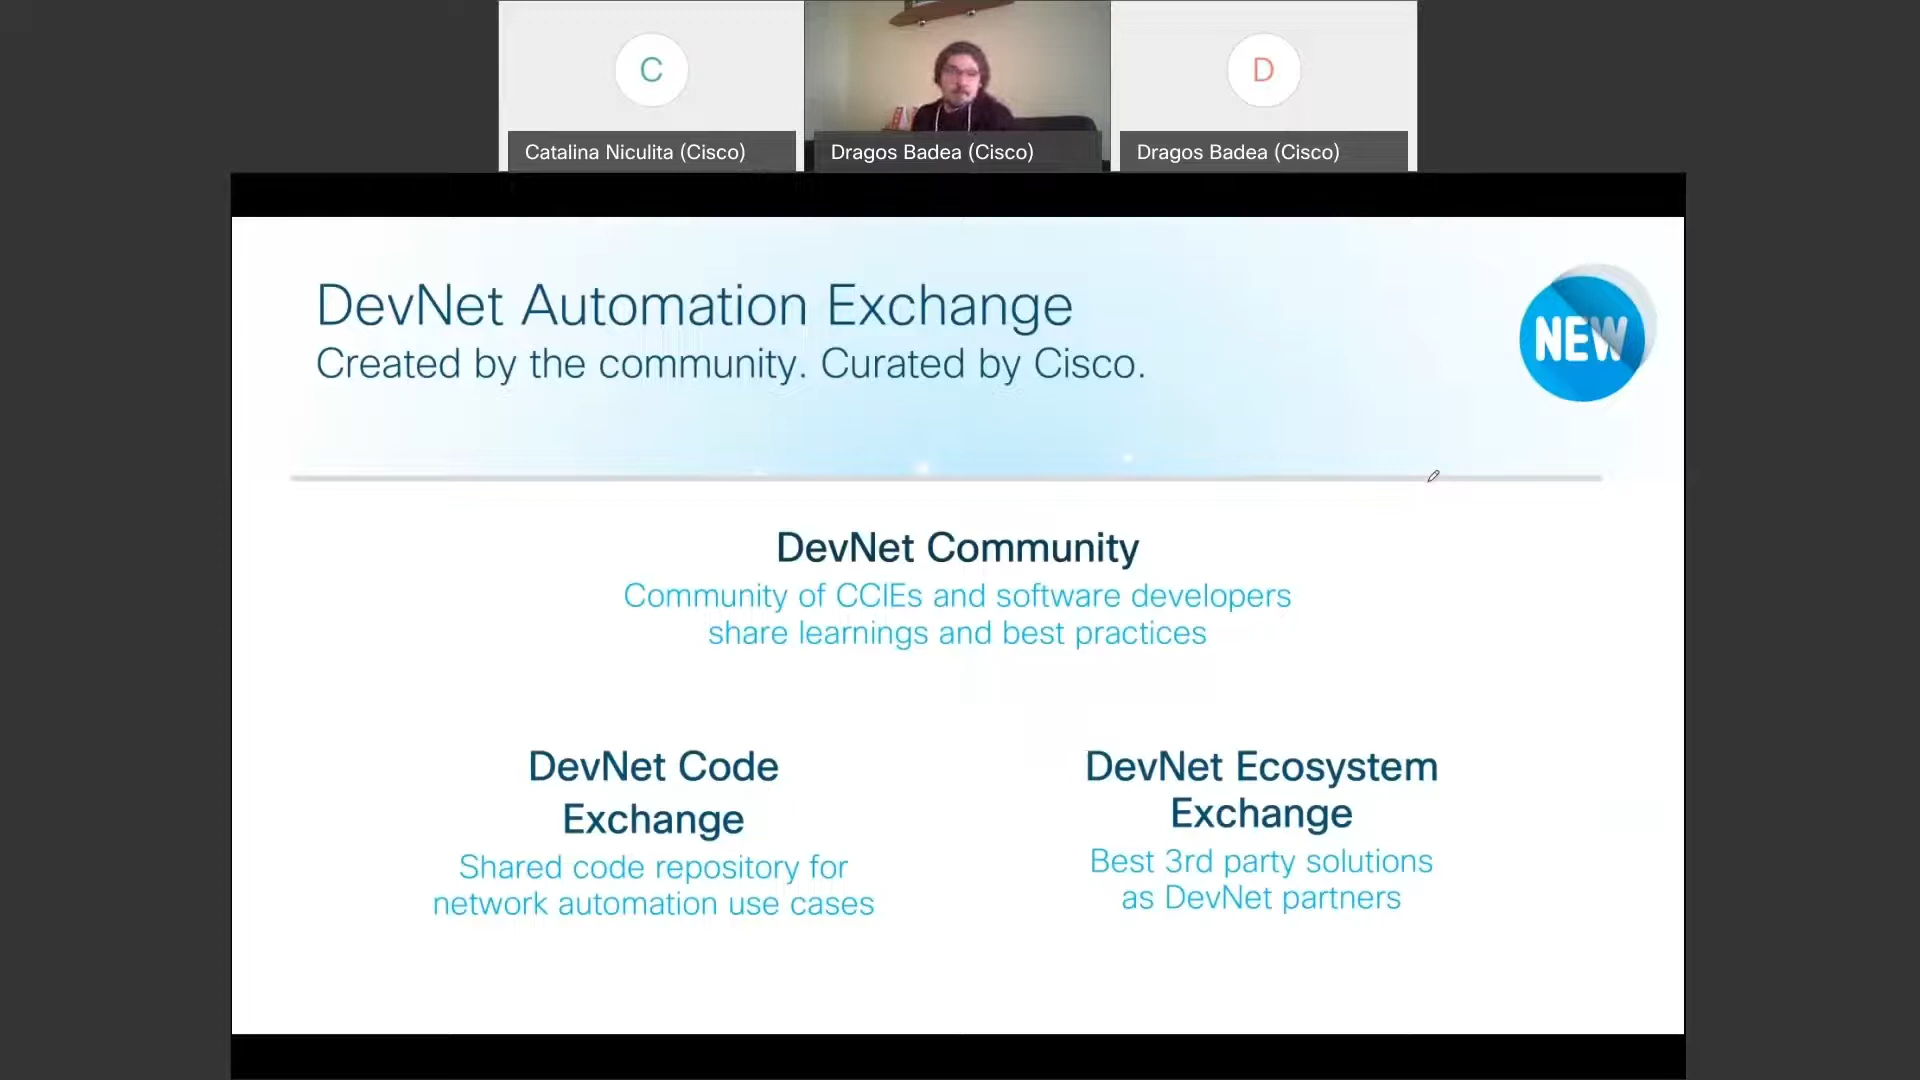 C
D
Catalina Niculita (Cisco)
Dragos Badea (Cisco)
Dragos Badea (Cisco)
DevNet Automation Exchange
Created by the community. Curated by Cisco.
NEW
DevNet Community
Community of CCIEs and software developers
share learnings and best practices
DevNet Code
Exchange
Shared code repository for
network automation use cases
DevNet Ecosystem
Exchange
Best 3rd party solutions
as DevNet partners